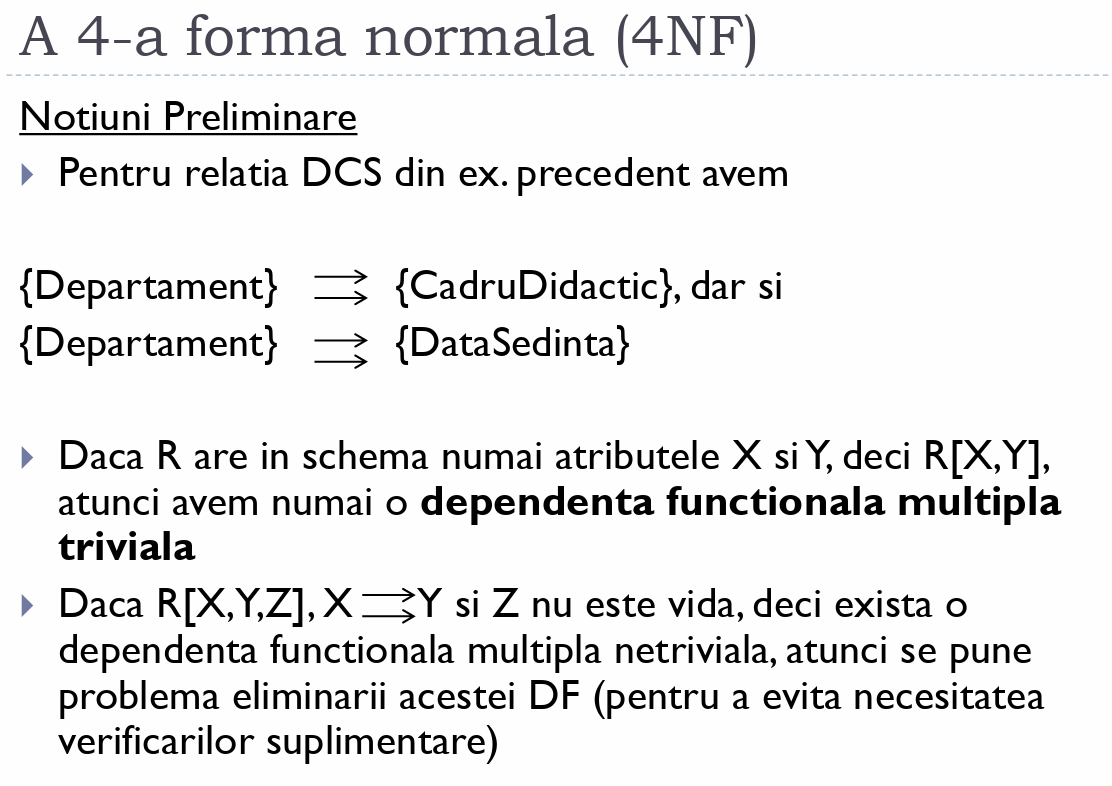 A 4-a forma normala (4NF)
Notiuni Preliminare
Pentru relatia DCS din ex. precedent avem
{Departament} ⇉ {CadruDidactic}, dar si
{Departament} ⇉ {DataSedinta}
Daca R are in schema numai atributele X si Y, deci R[X,Y],
atunci avem numai o dependenta functionala multipla
triviala
Daca R[X,Y,Z], X ⇉ Y si Z nu este vida, deci exista o
dependenta functionala multipla netriviala, atunci se pune
problema eliminarii acestei DF (pentru a evita necesitatea
verificarilor suplimentare)